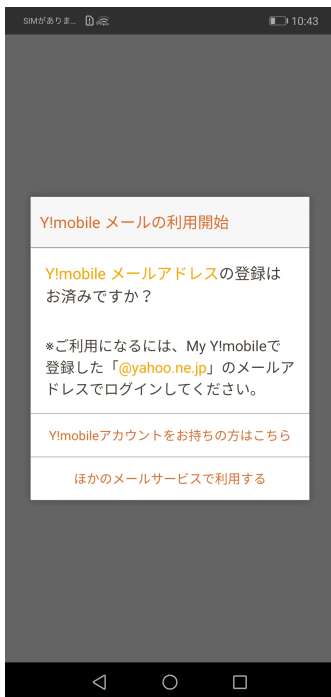 SIMがありま… 10:43
Y!mobile メールの利用開始
Y!mobile メールアドレスの登録は
お済みですか？
※ご利用になるには、My Y!mobileで
登録した「@yahoo.ne.jp」のメールア
ドレスでログインしてください。
Y!mobileアカウントをお持ちの方はこちら
ほかのメールサービスで利用する